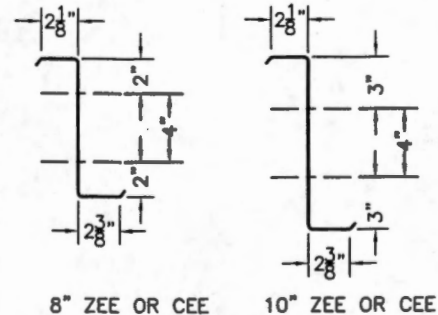 2 1/8" 2 1/8"
2" 3"
4" 4"
2" 3"
2 3/8" 2 3/8"
8" ZEE OR CEE 10" ZEE OR CEE